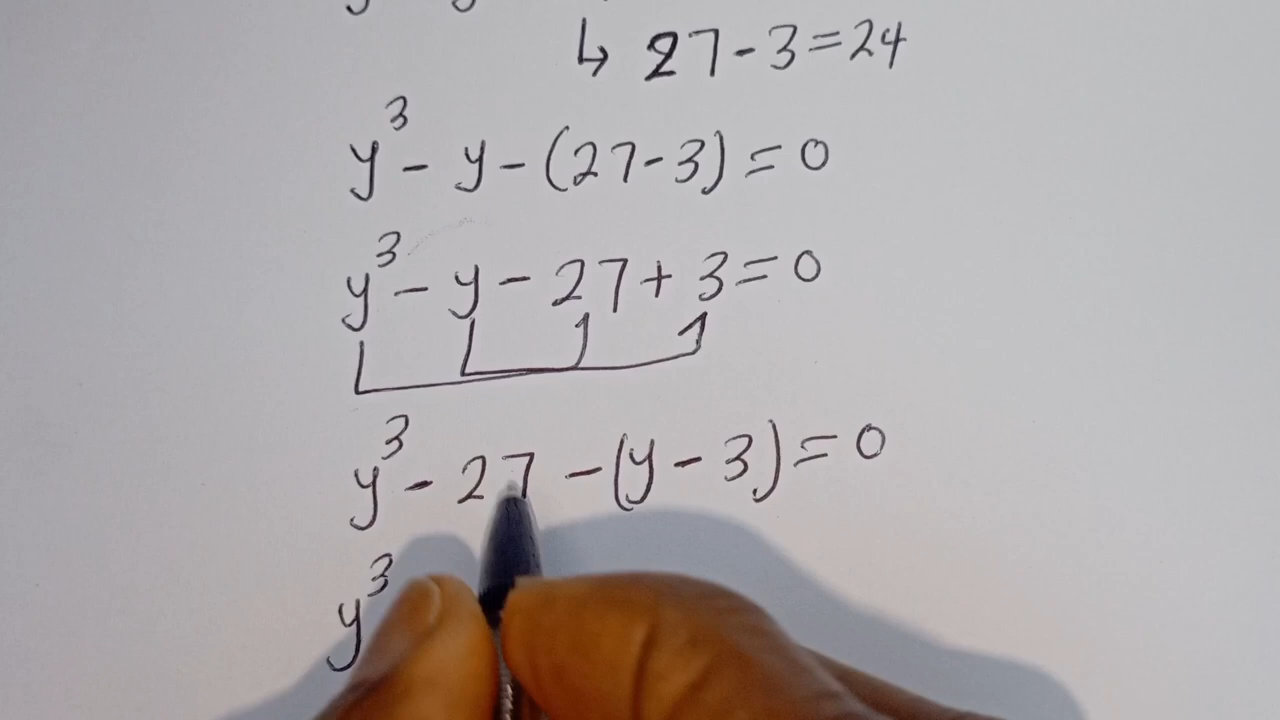 ↳ 27-3=24
y³ - y - (27-3) = 0
y³ - y - 27 + 3 = 0
y³ - 27 - (y - 3) = 0
y³